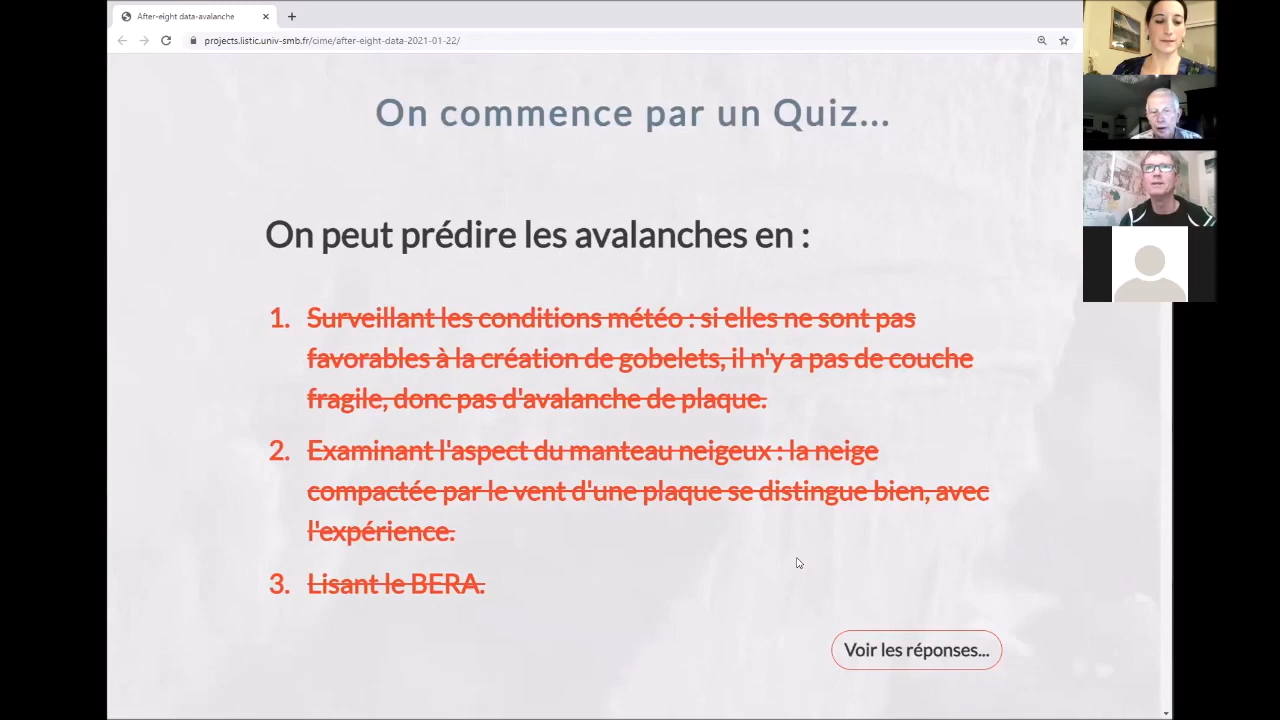 After-eight data-avalanche
projects.listic.univ-smb.fr/cime/after-eight-data-2021-01-22/
On commence par un Quiz...
On peut prédire les avalanches en :
1. Surveillant les conditions météo : si elles ne sont pas
favorables à la création de gobelets, il n'y a pas de couche
fragile, donc pas d'avalanche de plaque.
2. Examinant l'aspect du manteau neigeux : la neige
compactée par le vent d'une plaque se distingue bien, avec
l'expérience.
3. Lisant le BERA.
Voir les réponses...